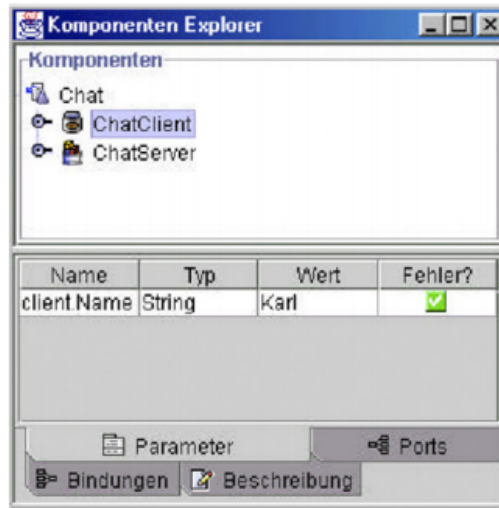 Komponenten Explorer
Komponenten
Chat
ChatClient
ChatServer
Name Typ Wert Fehler?
client.Name String Karl
Parameter Ports
Bindungen Beschreibung